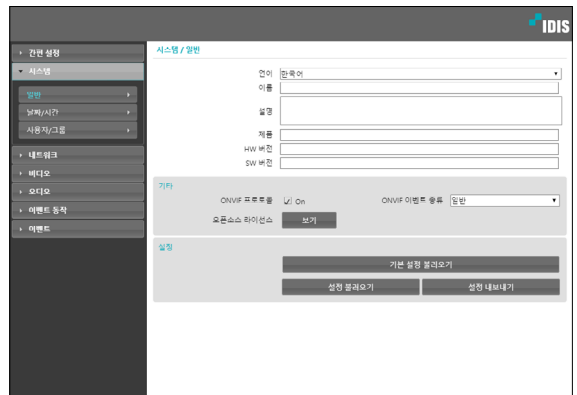 IDIS
간편 설정
시스템
일반
날짜/시간
사용자/그룹
네트워크
비디오
오디오
이벤트 동작
이벤트
시스템 / 일반
언어 한국어
이름
설명
제품
HW 버전
SW 버전
기타
ONVIF 프로토콜 On ONVIF 이벤트 종류 일반
오픈소스 라이선스 보기
설정
기본 설정 불러오기
설정 불러오기 설정 내보내기